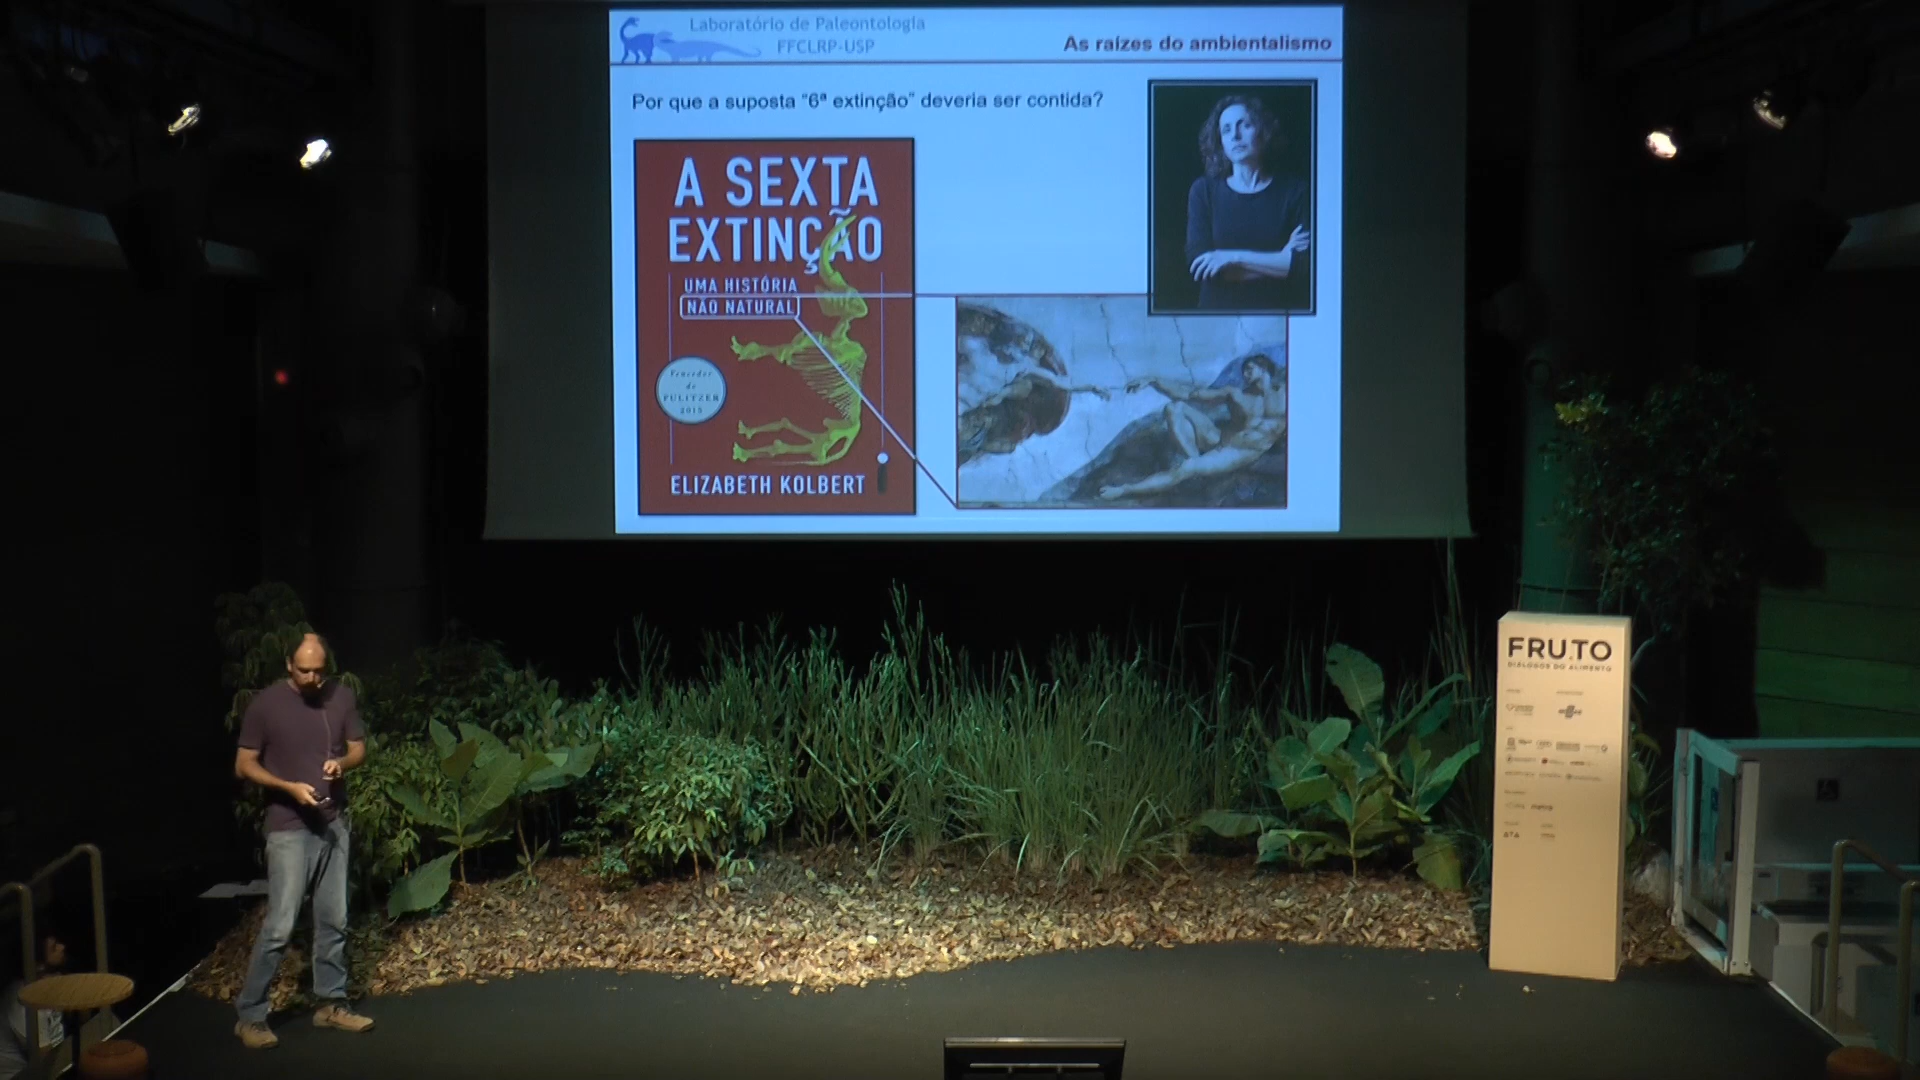 Laboratório de Paleontologia
FFCLRP-USP
As raízes do ambientalismo
Por que a suposta "6ª extinção" deveria ser contida?
A SEXTA
EXTINÇÃO
UMA HISTÓRIA
NÃO NATURAL
Vencedor
do
PULITZER
2015
ELIZABETH KOLBERT
FRUTO
DIÁLOGOS DO ALIMENTO
ATA